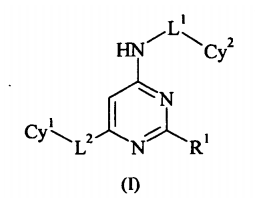 L¹
HN Cy²
N
Cy¹
L² N R¹
(I)